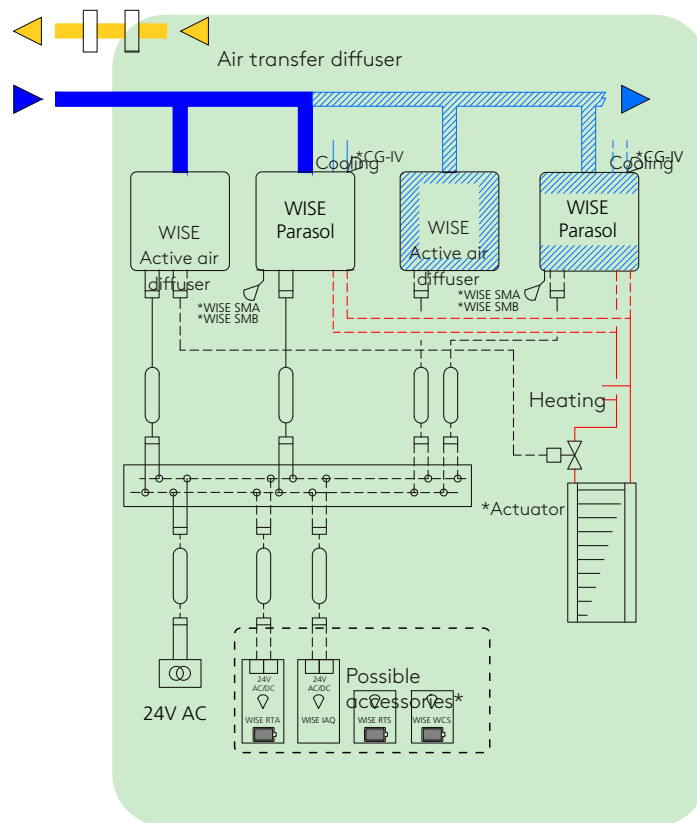 Air transfer diffuser
Cooling
*CG-IV
Cooling
*CG-IV
WISE
Active air
diffuser
WISE
Parasol
WISE
Active air
diffuser
WISE
Parasol
*WISE SMA
*WISE SMB
*WISE SMA
*WISE SMB
Heating
*Actuator
24V AC
24V
AC/DC
WISE RTA
24V
AC/DC
WISE IAQ
Possible
accessories*
WISE RTS
WISE WCS